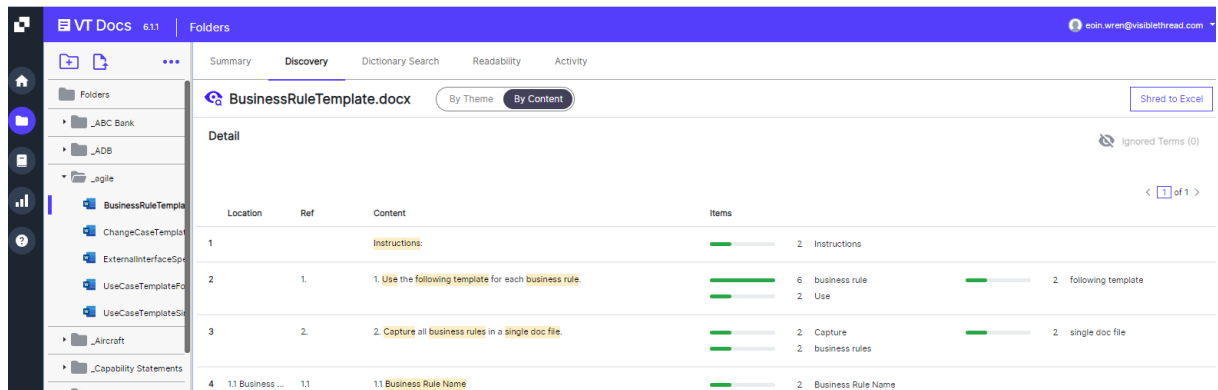 VT Docs 6.1.1 Folders eoin.wren@visiblethread.com
Summary Discovery Dictionary Search Readability Activity
Folders
_ABC Bank
_ADB
_agile
BusinessRuleTempla
ChangeCaseTemplat
ExternalInterfaceSpe
UseCaseTemplateFo
UseCaseTemplateSi
_Aircraft
_Capability Statements
BusinessRuleTemplate.docx By Theme By Content Shred to Excel
Detail Ignored Terms (0)
< 1 of 1 >
Location Ref Content Items
1 Instructions: 2 Instructions
2 1. 1. Use the following template for each business rule. 6 business rule 2 following template
2 Use
3 2. 2. Capture all business rules in a single doc file. 2 Capture 2 single doc file
2 business rules
4 1.1 Business ... 1.1 1.1 Business Rule Name 2 Business Rule Name